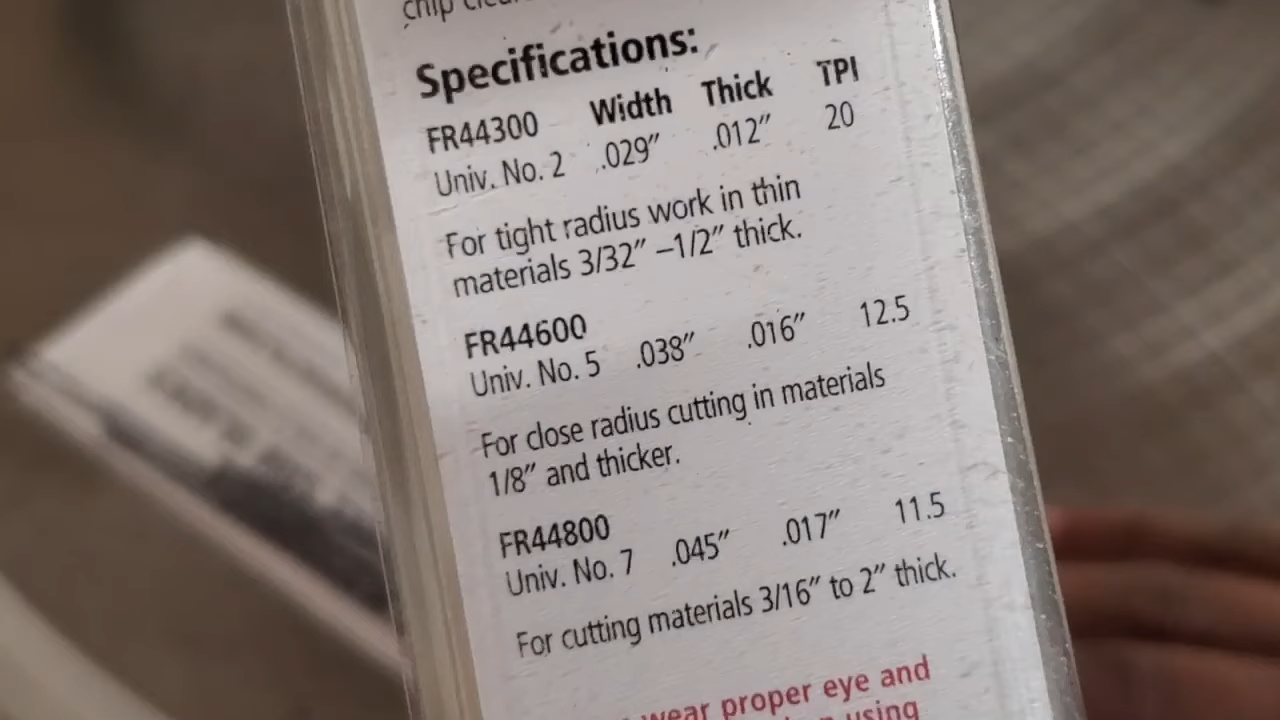 chip
Specifications:
FR44300 Width Thick TPI
Univ. No. 2 .029” .012” 20
For tight radius work in thin
materials 3/32” –1/2” thick.
FR44600
Univ. No. 5 .038” .016” 12.5
For close radius cutting in materials
1/8” and thicker.
FR44800
Univ. No. 7 .045” .017” 11.5
For cutting materials 3/16” to 2” thick.
wear proper eye and
using